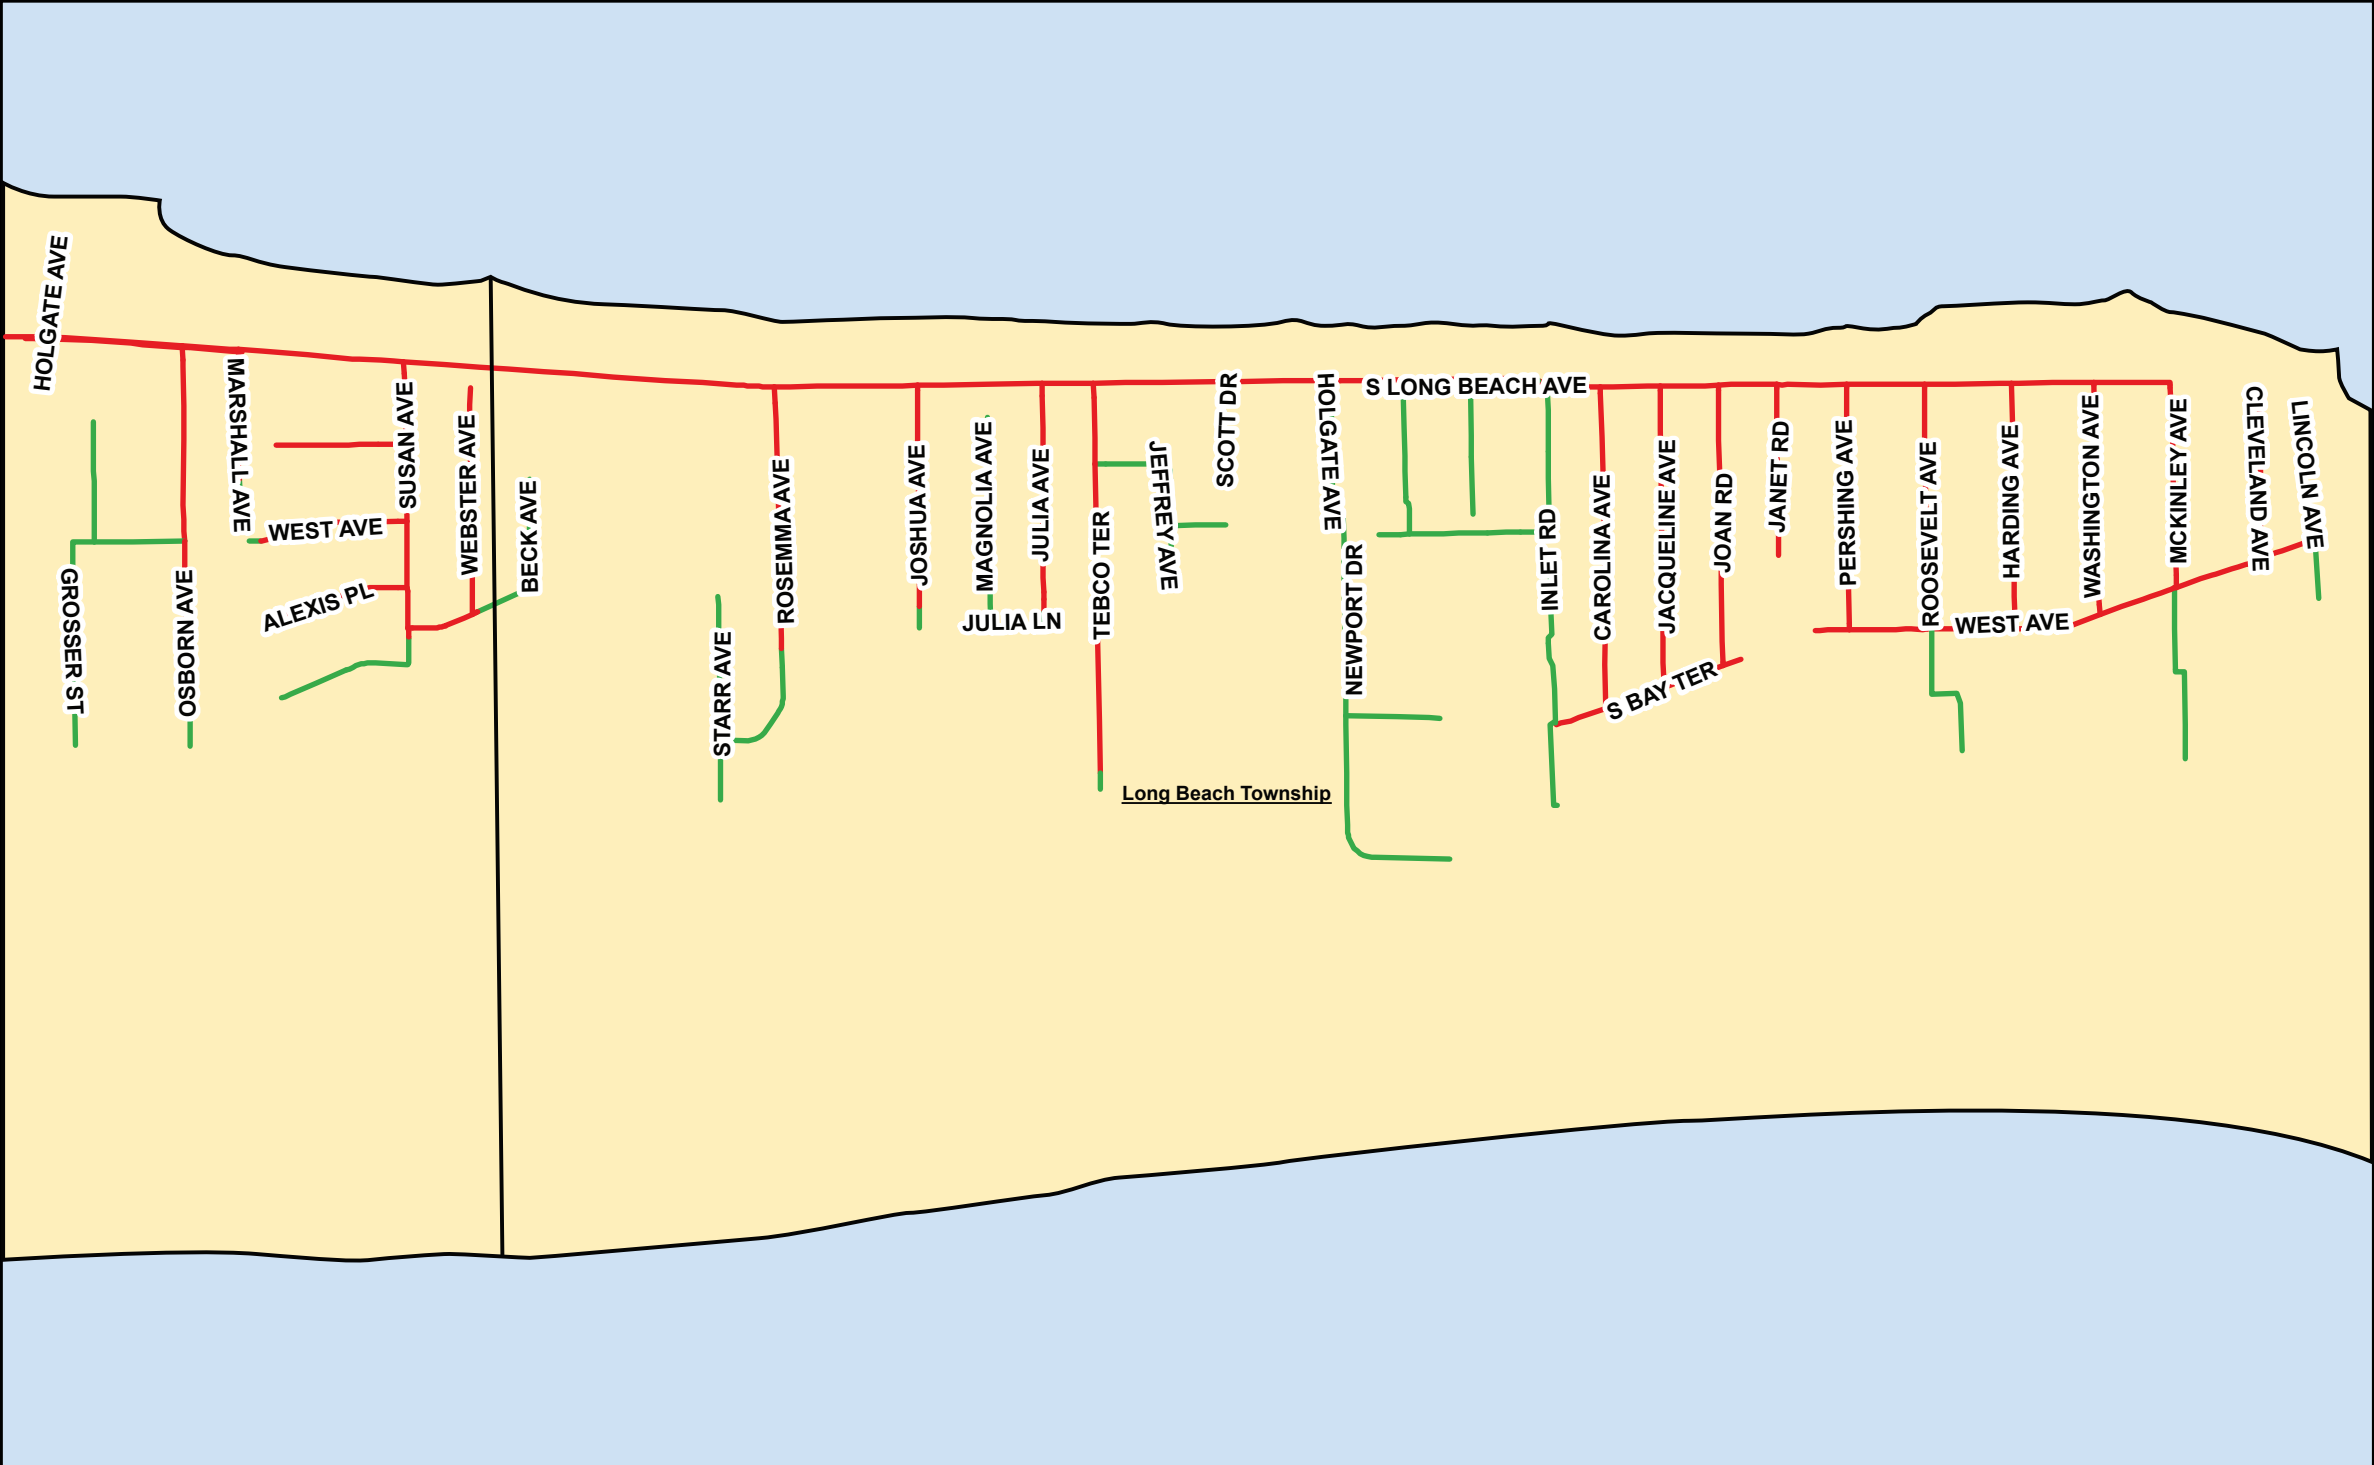 HOLGATE AVE
GROSSER ST
OSBORN AVE
MARSHALL AVE
WEST AVE
ALEXIS PL
SUSAN AVE
WEBSTER AVE
BECK AVE
STARR AVE
ROSEMMA AVE
JOSHUA AVE
MAGNOLIA AVE
JULIA AVE
JULIA LN
TEBCO TER
JEFFREY AVE
SCOTT DR
HOLGATE AVE
NEWPORT DR
S LONG BEACH AVE
INLET RD
CAROLINA AVE
JACQUELINE AVE
S BAY TER
JOAN RD
JANET RD
PERSHING AVE
ROOSEVELT AVE
HARDING AVE
WEST AVE
WASHINGTON AVE
MCKINLEY AVE
CLEVELAND AVE
LINCOLN AVE
Long Beach Township